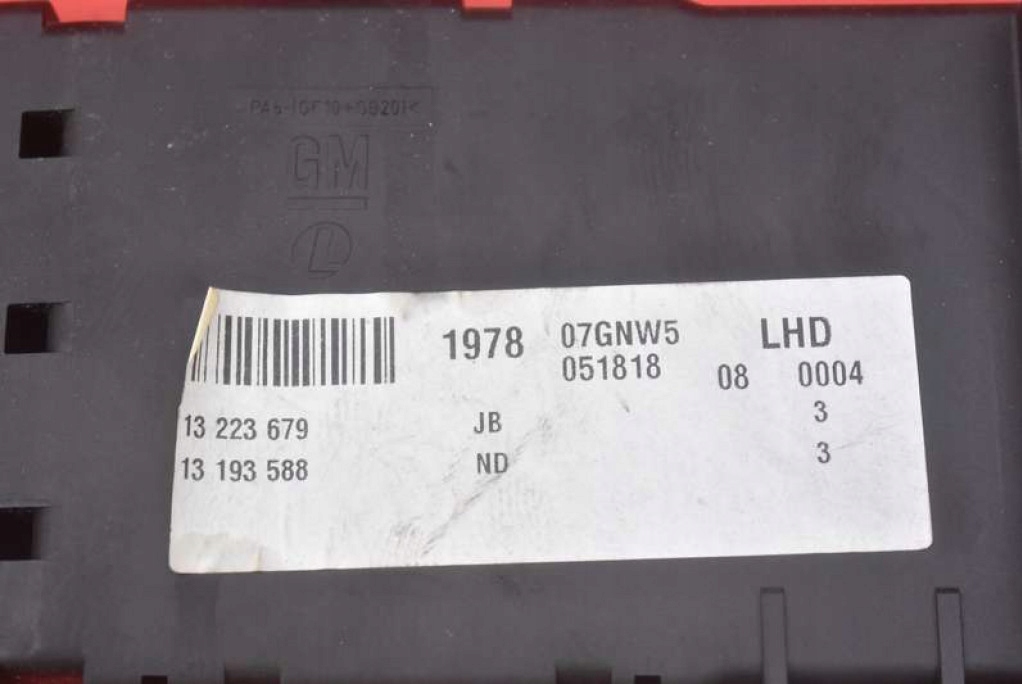 GM
1978 07GNW5 LHD
051818 08 0004
13 223 679 JB 3
13 193 588 ND 3